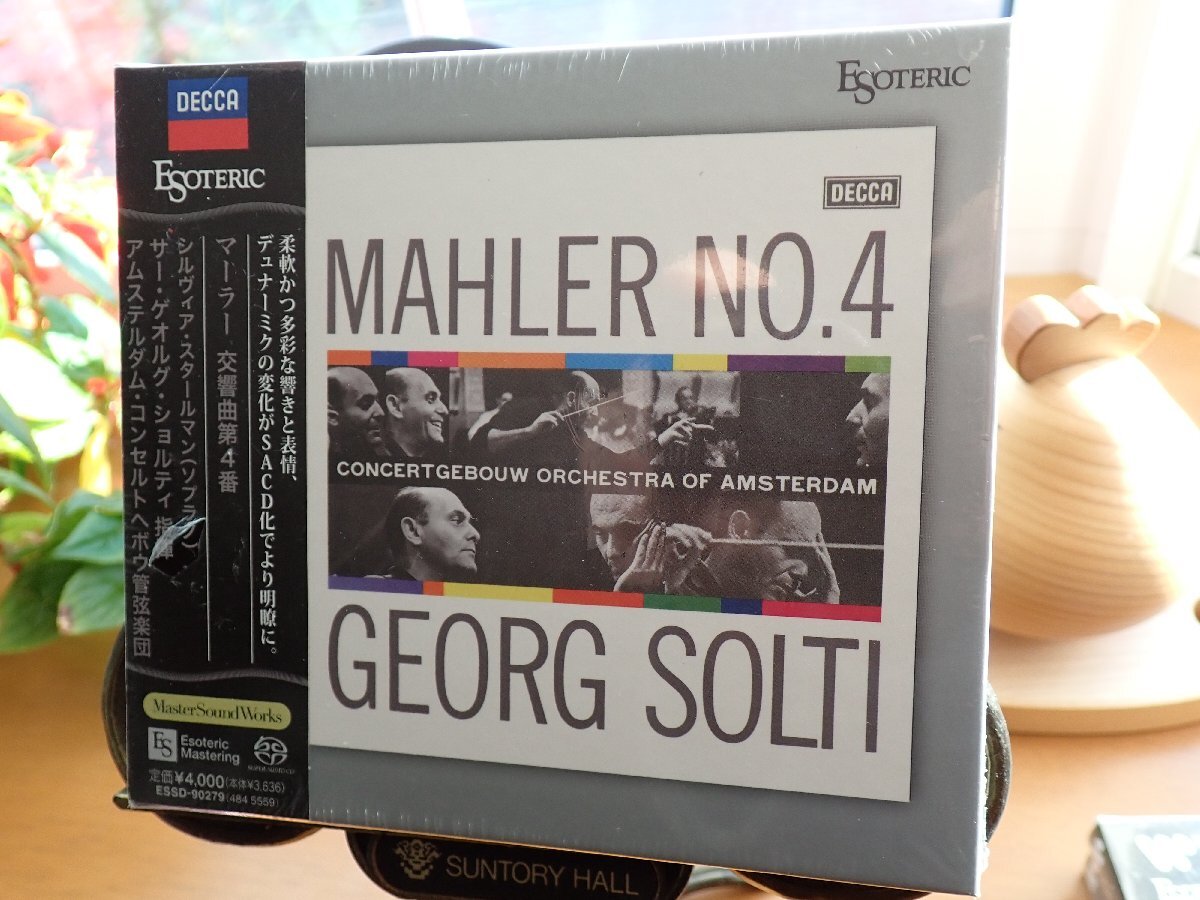 DECCA
ESOTERIC
柔軟かつ多彩な響きと表情、
デュナーミクの変化がSACD化でより明瞭に。
マーラー 交響曲第4番
シルヴィア・スタールマン(ソプラノ)
サー・ゲオルグ・ショルティ 指揮
アムステルダム・コンセルトヘボウ管弦楽団
MasterSoundWorks
ES
Esoteric
Mastering
SUPER AUDIO CD
定価¥4,000(本体¥3,636)
ESSD-90279(484 5559)
ESOTERIC
DECCA
MAHLER NO.4
CONCERTGEBOUW ORCHESTRA OF AMSTERDAM
GEORG SOLTI
SUNTORY HALL